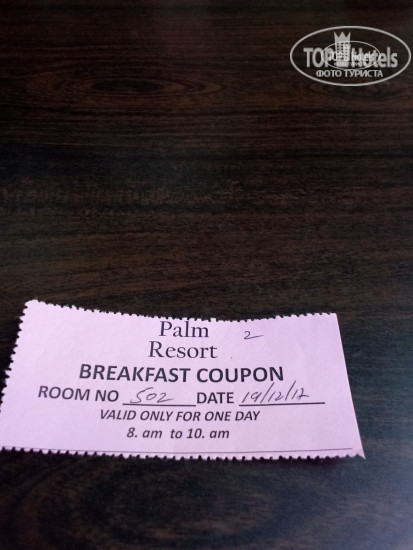 TOP Hotels
ФОТО ТУРИСТА
Palm 2
Resort
BREAKFAST COUPON
ROOM NO 502 DATE 19/12/17
VALID ONLY FOR ONE DAY
8. am to 10. am